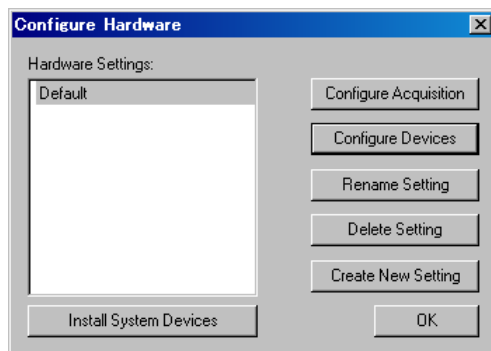 Configure Hardware
Hardware Settings:
Default
Configure Acquisition
Configure Devices
Rename Setting
Delete Setting
Create New Setting
Install System Devices
OK